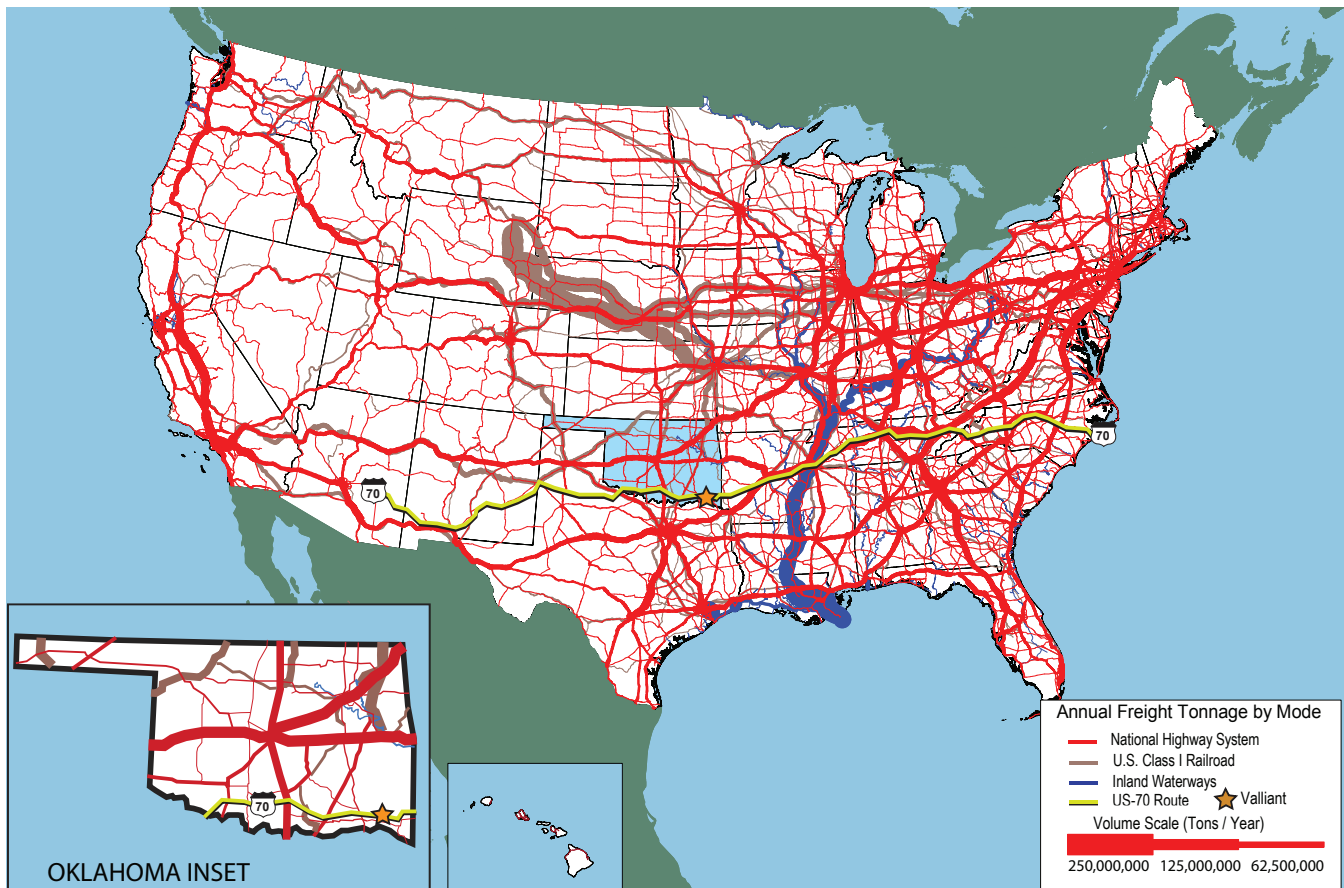 70
70
70
OKLAHOMA INSET
Annual Freight Tonnage by Mode
National Highway System
U.S. Class I Railroad
Inland Waterways
US-70 Route
Valliant
Volume Scale (Tons / Year)
250,000,000 125,000,000 62,500,000